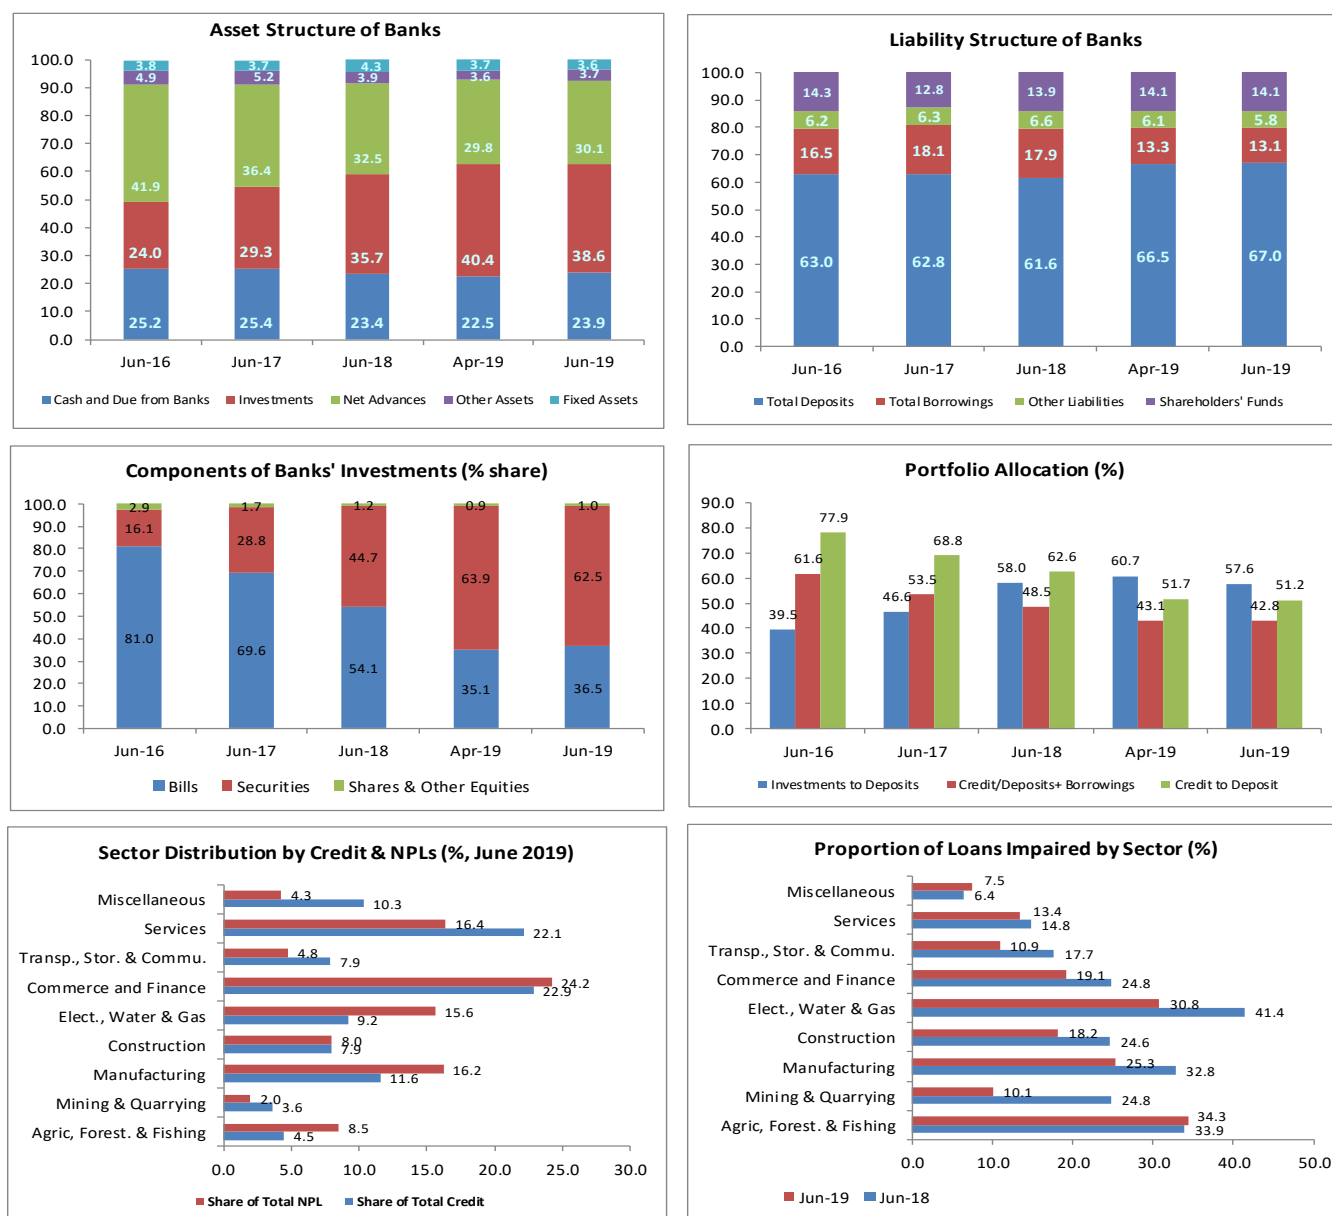 Asset Structure of Banks
100.0
90.0
80.0
70.0
60.0
50.0
40.0
30.0
20.0
10.0
0.0
3.8 3.7 4.3 3.7 3.6
4.9 5.2 3.9 3.6 3.7
41.9 36.4 32.5 29.8 30.1
24.0 29.3 35.7 40.4 38.6
25.2 25.4 23.4 22.5 23.9
Jun-16 Jun-17 Jun-18 Apr-19 Jun-19
Cash and Due from Banks Investments Net Advances Other Assets Fixed Assets
Liability Structure of Banks
100.0
90.0
80.0
70.0
60.0
50.0
40.0
30.0
20.0
10.0
0.0
14.3 12.8 13.9 14.1 14.1
6.2 6.3 6.6 6.1 5.8
16.5 18.1 17.9 13.3 13.1
63.0 62.8 61.6 66.5 67.0
Jun-16 Jun-17 Jun-18 Apr-19 Jun-19
Total Deposits Total Borrowings Other Liabilities Shareholders' Funds
Components of Banks' Investments (% share)
100.0
90.0
80.0
70.0
60.0
50.0
40.0
30.0
20.0
10.0
0.0
2.9 1.7 1.2 0.9 1.0
16.1 28.8 44.7 63.9 62.5
81.0 69.6 54.1 35.1 36.5
Jun-16 Jun-17 Jun-18 Apr-19 Jun-19
Bills Securities Shares & Other Equities
Portfolio Allocation (%)
90.0
80.0
70.0
60.0
50.0
40.0
30.0
20.0
10.0
0.0
39.5 61.6 77.9 46.6 53.5 68.8 58.0 48.5 62.6 60.7 43.1 51.7 57.6 42.8 51.2
Jun-16 Jun-17 Jun-18 Apr-19 Jun-19
Investments to Deposits Credit/Deposits+ Borrowings Credit to Deposit
Sector Distribution by Credit & NPLs (%, June 2019)
Miscellaneous 4.3 10.3
Services 16.4 22.1
Transp., Stor. & Commu. 4.8 7.9
Commerce and Finance 24.2 22.9
Elect., Water & Gas 15.6 9.2
Construction 8.0 7.9
Manufacturing 16.2 11.6
Mining & Quarrying 2.0 3.6
Agric, Forest. & Fishing 8.5 4.5
0.0 5.0 10.0 15.0 20.0 25.0 30.0
Share of Total NPL Share of Total Credit
Proportion of Loans Impaired by Sector (%)
Miscellaneous 7.5 6.4
Services 13.4 14.8
Transp., Stor. & Commu. 10.9 17.7
Commerce and Finance 19.1 24.8
Elect., Water & Gas 30.8 41.4
Construction 18.2 24.6
Manufacturing 25.3 32.8
Mining & Quarrying 10.1 24.8
Agric, Forest. & Fishing 34.3 33.9
0.0 10.0 20.0 30.0 40.0 50.0
Jun-19 Jun-18